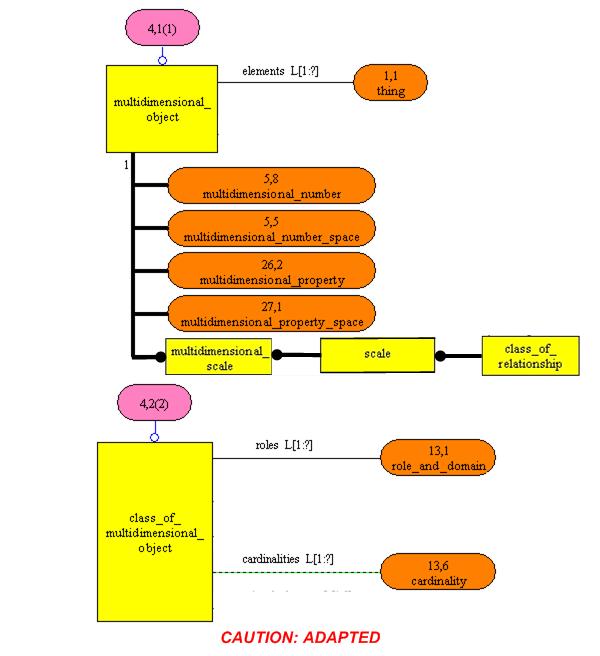 4,1(1)
elements L[1:?]
1,1
thing
multidimensional_
object
1
5,8
multidimensional_number
5,5
multidimensional_number_space
26,2
multidimensional_property
27,1
multidimensional_property_space
multidimensional_
scale
scale
class_of_
relationship
4,2(2)
roles L[1:?]
13,1
role_and_domain
class_of_
multidimensional_
object
cardinalities L[1:?]
13,6
cardinality
CAUTION: ADAPTED